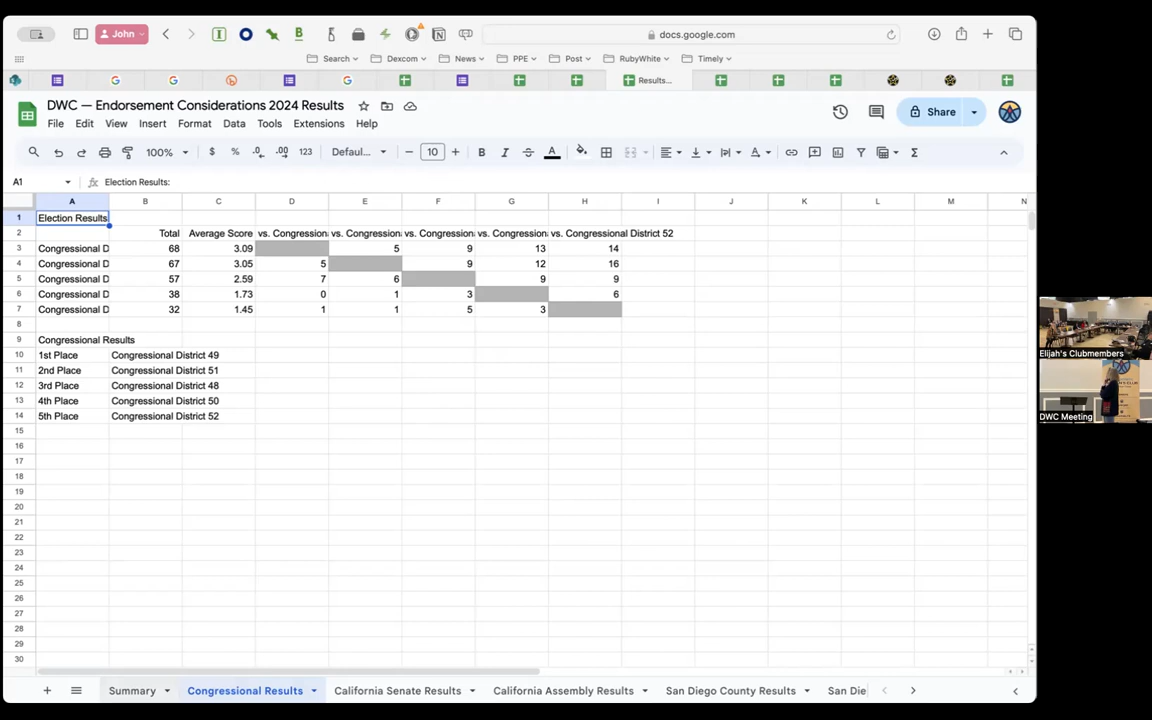 John
docs.google.com
Search Dexcom News PPE Post RubyWhite Timely
Results...
DWC — Endorsement Considerations 2024 Results
Share
File Edit View Insert Format Data Tools Extensions Help
100% $ % .0 .00 123 Defaul... 10 B I A A Σ
A1 fx Election Results:
A B C D E F G H I J K L M N
1 Election Results
2 Total Average Score vs. Congression vs. Congression vs. Congression vs. Congression vs. Congressional District 52
3 Congressional D 68 3.09 5 9 13 14
4 Congressional D 67 3.05 5 9 12 16
5 Congressional D 57 2.59 7 6 9 9
6 Congressional D 38 1.73 0 1 3 6
7 Congressional D 32 1.45 1 1 5 3
8
9 Congressional Results
10 1st Place Congressional District 49
11 2nd Place Congressional District 51
12 3rd Place Congressional District 48
13 4th Place Congressional District 50
14 5th Place Congressional District 52
15
16
17
18
19
20
21
22
23
24
25
26
27
28
29
30
Summary Congressional Results California Senate Results California Assembly Results San Diego County Results San Die
Elijah's Clubmembers
DWC Meeting